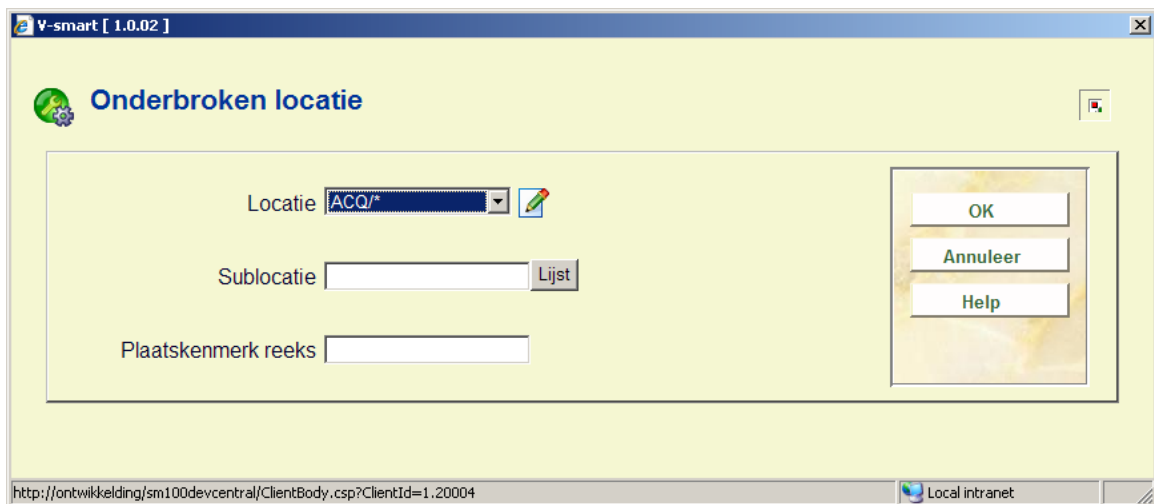 V-smart [ 1.0.02 ]
Onderbroken locatie
Locatie ACQ/*
OK
Sublocatie Lijst
Annuleer
Help
Plaatskenmerk reeks
http://ontwikkelding/sm100devcentral/ClientBody.csp?ClientId=1.20004 Local intranet